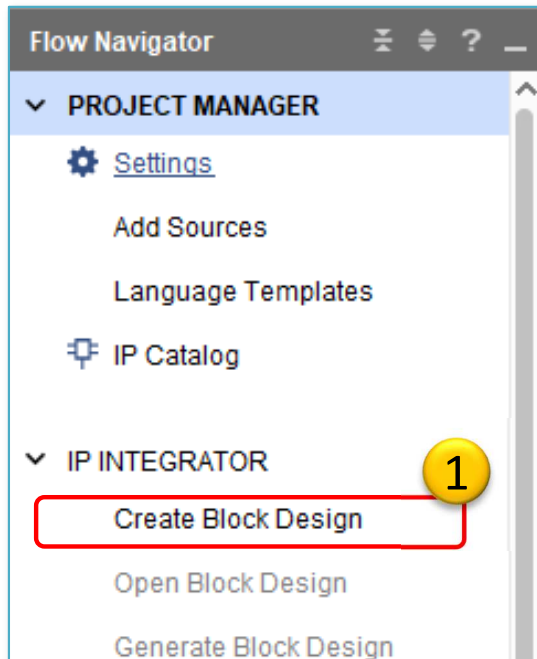 Flow Navigator ?
PROJECT MANAGER
Settings
Add Sources
Language Templates
IP Catalog
IP INTEGRATOR
1
Create Block Design
Open Block Design
Generate Block Design